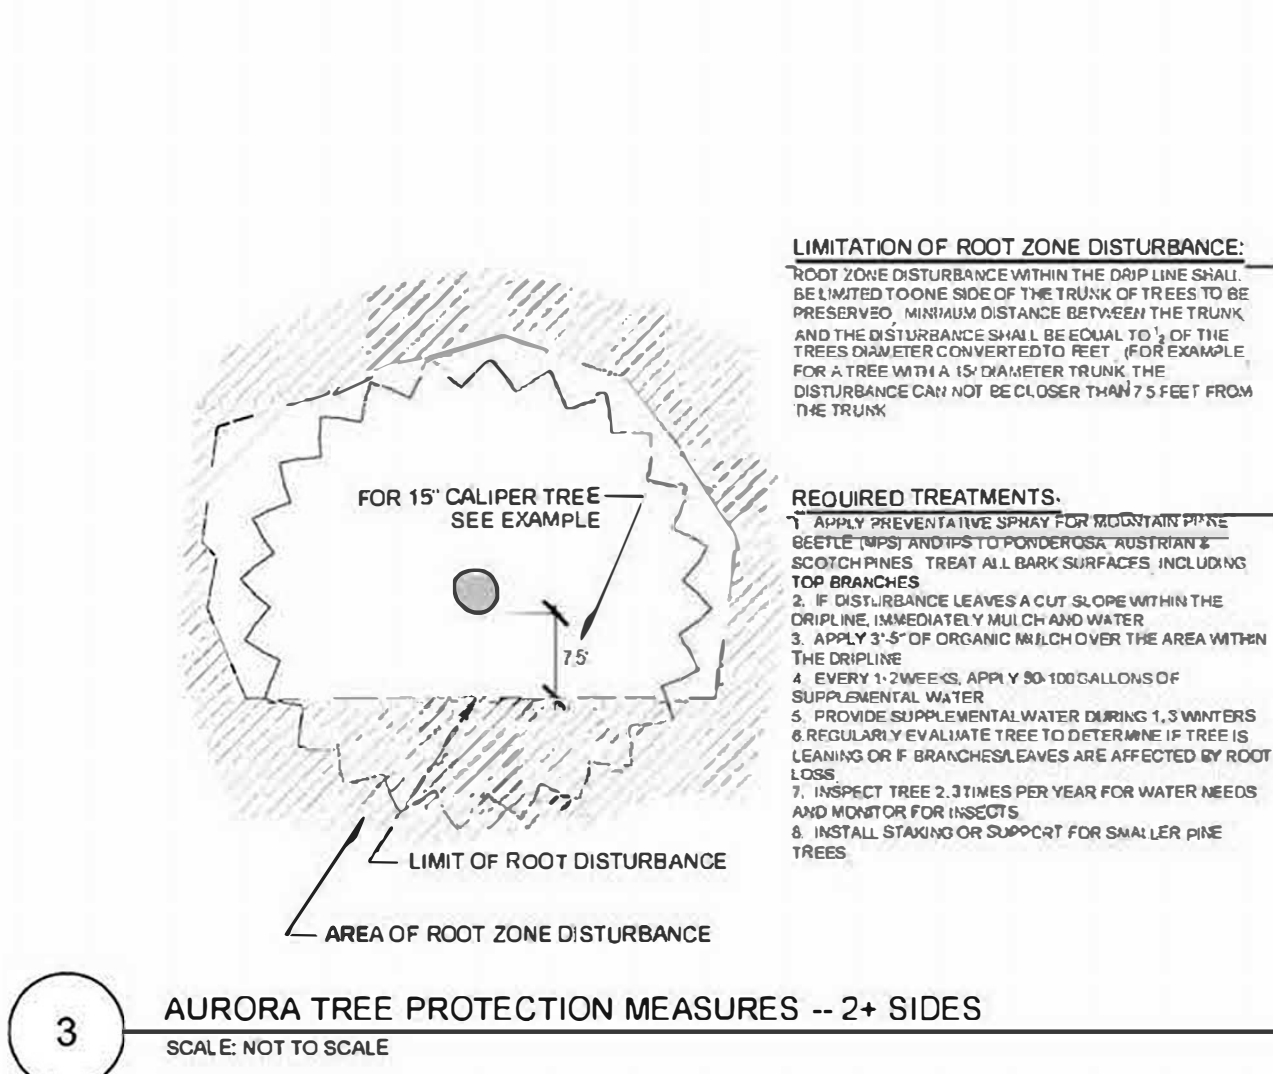 LIMITATION OF ROOT ZONE DISTURBANCE:
ROOT ZONE DISTURBANCE WITHIN THE DRIP LINE SHALL
BE LIMITED TO ONE SIDE OF THE TRUNK OF TREES TO BE
PRESERVED. MINIMUM DISTANCE BETWEEN THE TRUNK
AND THE DISTURBANCE SHALL BE EQUAL TO ½ OF THE
TREES DIAMETER CONVERTED TO FEET. (FOR EXAMPLE
FOR A TREE WITH A 15" DIAMETER TRUNK THE
DISTURBANCE CAN NOT BE CLOSER THAN 7.5 FEET FROM
THE TRUNK
FOR 15" CALIPER TREE
SEE EXAMPLE
7.5'
REQUIRED TREATMENTS:
1. APPLY PREVENTATIVE SPRAY FOR MOUNTAIN PINE
BEETLE (MPS) AND IPS TO PONDEROSA AUSTRIAN &
SCOTCH PINES TREAT ALL BARK SURFACES INCLUDING
TOP BRANCHES
2. IF DISTURBANCE LEAVES A CUT SLOPE WITHIN THE
DRIPLINE, IMMEDIATELY MULCH AND WATER
3. APPLY 3"-5" OF ORGANIC MULCH OVER THE AREA WITHIN
THE DRIPLINE
4. EVERY 1-2 WEEKS, APPLY 90-100 GALLONS OF
SUPPLEMENTAL WATER
5. PROVIDE SUPPLEMENTAL WATER DURING 1, 3 WINTERS
6. REGULARLY EVALUATE TREE TO DETERMINE IF TREE IS
LEANING OR IF BRANCHES/LEAVES ARE AFFECTED BY ROOT
LOSS.
7. INSPECT TREE 2.3 TIMES PER YEAR FOR WATER NEEDS
AND MONITOR FOR INSECTS
8. INSTALL STAKING OR SUPPORT FOR SMALLER PINE
TREES
LIMIT OF ROOT DISTURBANCE
AREA OF ROOT ZONE DISTURBANCE
3
AURORA TREE PROTECTION MEASURES -- 2+ SIDES
SCALE: NOT TO SCALE